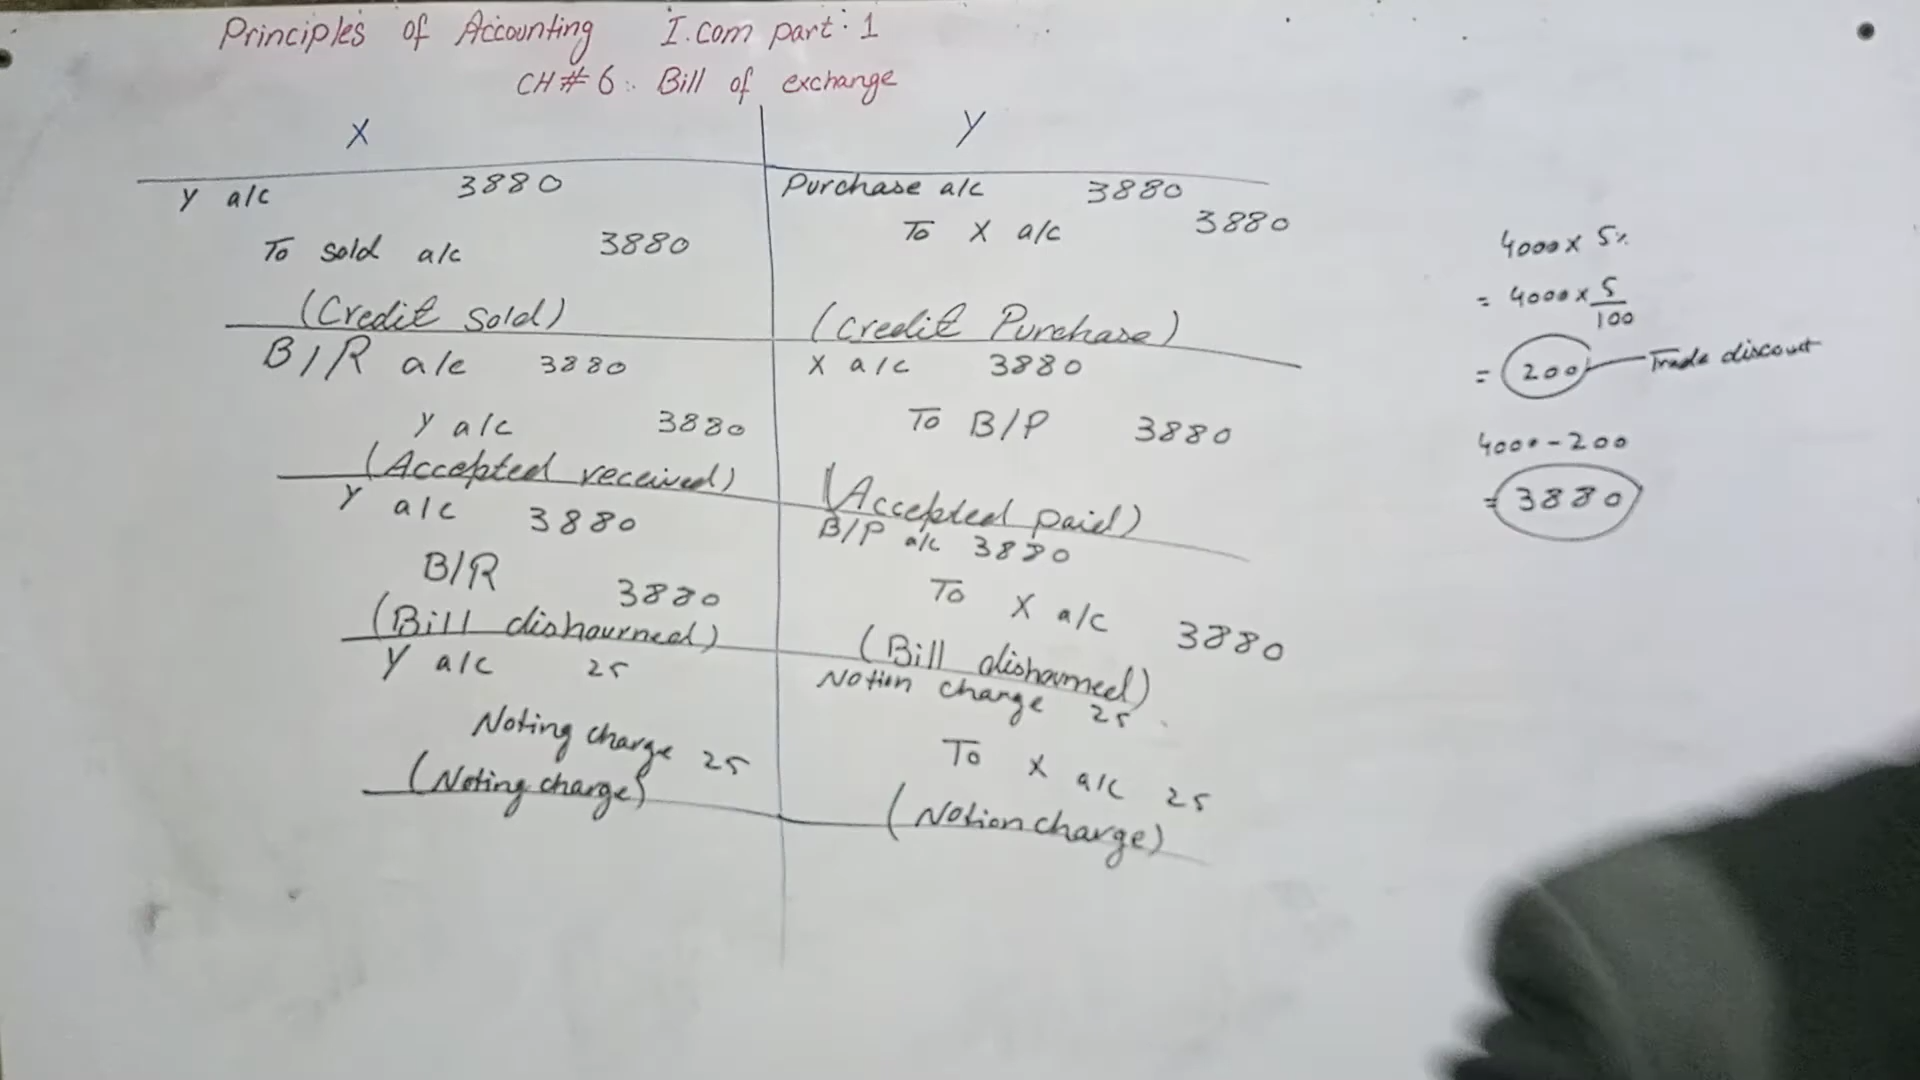 Principles of Accounting I.com part: 1
CH# 6: Bill of exchange
X
Y a/c 3880
To sold a/c 3880
(Credit sold)
B/R a/c 3880
Y a/c 3880
(Accepted received)
Y a/c 3880
B/R 3880
(Bill dishourned)
Y a/c 25
Noting charge 25
(Noting charge)
Y
Purchase a/c 3880
To X a/c 3880
(Credit Purchase)
X a/c 3880
To B/P 3880
(Accepted paid)
B/P a/c 3880
To X a/c 3880
(Bill dishourned)
Notion charge 25
To X a/c 25
(Notion charge)
4000 x 5%
= 4000 x 5
100
= 200 Trade discout
4000 - 200
= 3880